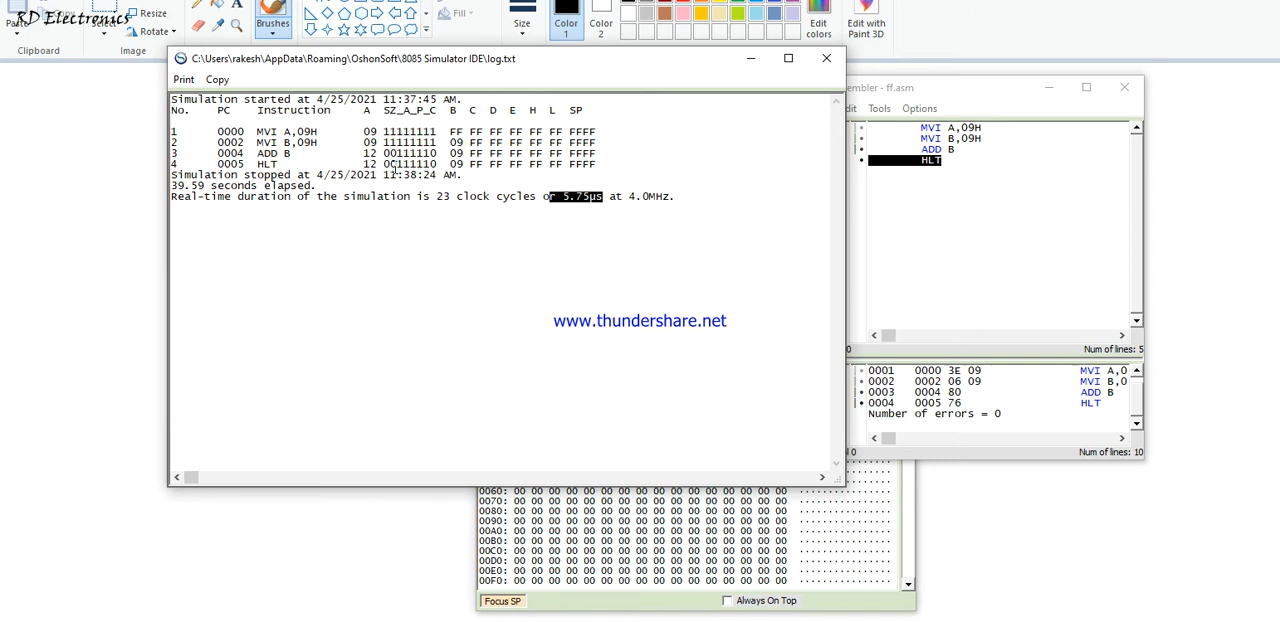 RD Electronics
Resize
Rotate
Clipboard
Image
Brushes
Fill
Size
Color 1
Color 2
Edit colors
Edit with Paint 3D
C:\Users\rakesh\AppData\Roaming\OshonSoft\8085 Simulator IDE\log.txt
Print Copy
Simulation started at 4/25/2021 11:37:45 AM.
No. PC Instruction A SZ_A_P_C B C D E H L SP
1 0000 MVI A,09H 09 11111111 FF FF FF FF FF FF FFFF
2 0002 MVI B,09H 09 11111111 FF FF FF FF FF FF FFFF
3 0004 ADD B 12 00111110 09 FF FF FF FF FF FFFF
4 0005 HLT 12 00111110 09 FF FF FF FF FF FFFF
Simulation stopped at 4/25/2021 11:38:24 AM.
39.59 seconds elapsed.
Real-time duration of the simulation is 23 clock cycles or 5.75µs at 4.0MHz.
www.thundershare.net
embler - ff.asm
dit Tools Options
MVI A,09H
MVI B,09H
ADD B
HLT
0 Num of lines: 5
0001 0000 3E 09 MVI A,0
0002 0002 06 09 MVI B,0
0003 0004 80 ADD B
0004 0005 76 HLT
Number of errors = 0
0 Num of lines: 10
0060: 00 00 00 00 00 00 00 00 00 00 00 00 00 00 00 00 ................
0070: 00 00 00 00 00 00 00 00 00 00 00 00 00 00 00 00 ................
0080: 00 00 00 00 00 00 00 00 00 00 00 00 00 00 00 00 ................
0090: 00 00 00 00 00 00 00 00 00 00 00 00 00 00 00 00 ................
00A0: 00 00 00 00 00 00 00 00 00 00 00 00 00 00 00 00 ................
00B0: 00 00 00 00 00 00 00 00 00 00 00 00 00 00 00 00 ................
00C0: 00 00 00 00 00 00 00 00 00 00 00 00 00 00 00 00 ................
00D0: 00 00 00 00 00 00 00 00 00 00 00 00 00 00 00 00 ................
00E0: 00 00 00 00 00 00 00 00 00 00 00 00 00 00 00 00 ................
00F0: 00 00 00 00 00 00 00 00 00 00 00 00 00 00 00 00 ................
Focus SP Always On Top